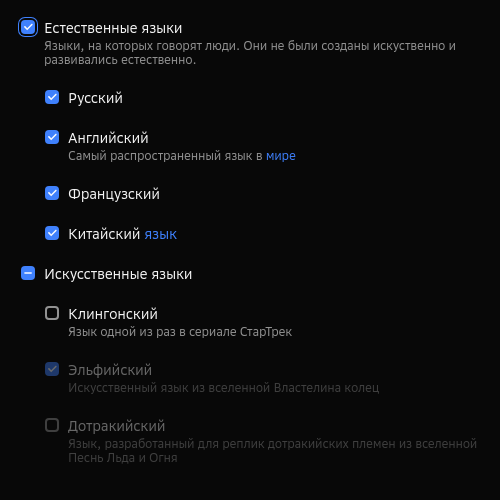 Естественные языки
Языки, на которых говорят люди. Они не были созданы искуственно и
развивались естественно.
Русский
Английский
Самый распространенный язык в мире
Французский
Китайский язык
Искусственные языки
Клингонский
Язык одной из раз в сериале СтарТрек
Эльфийский
Искусственный язык из вселенной Властелина колец
Дотракийский
Язык, разработанный для реплик дотракийских племен из вселенной
Песнь Льда и Огня